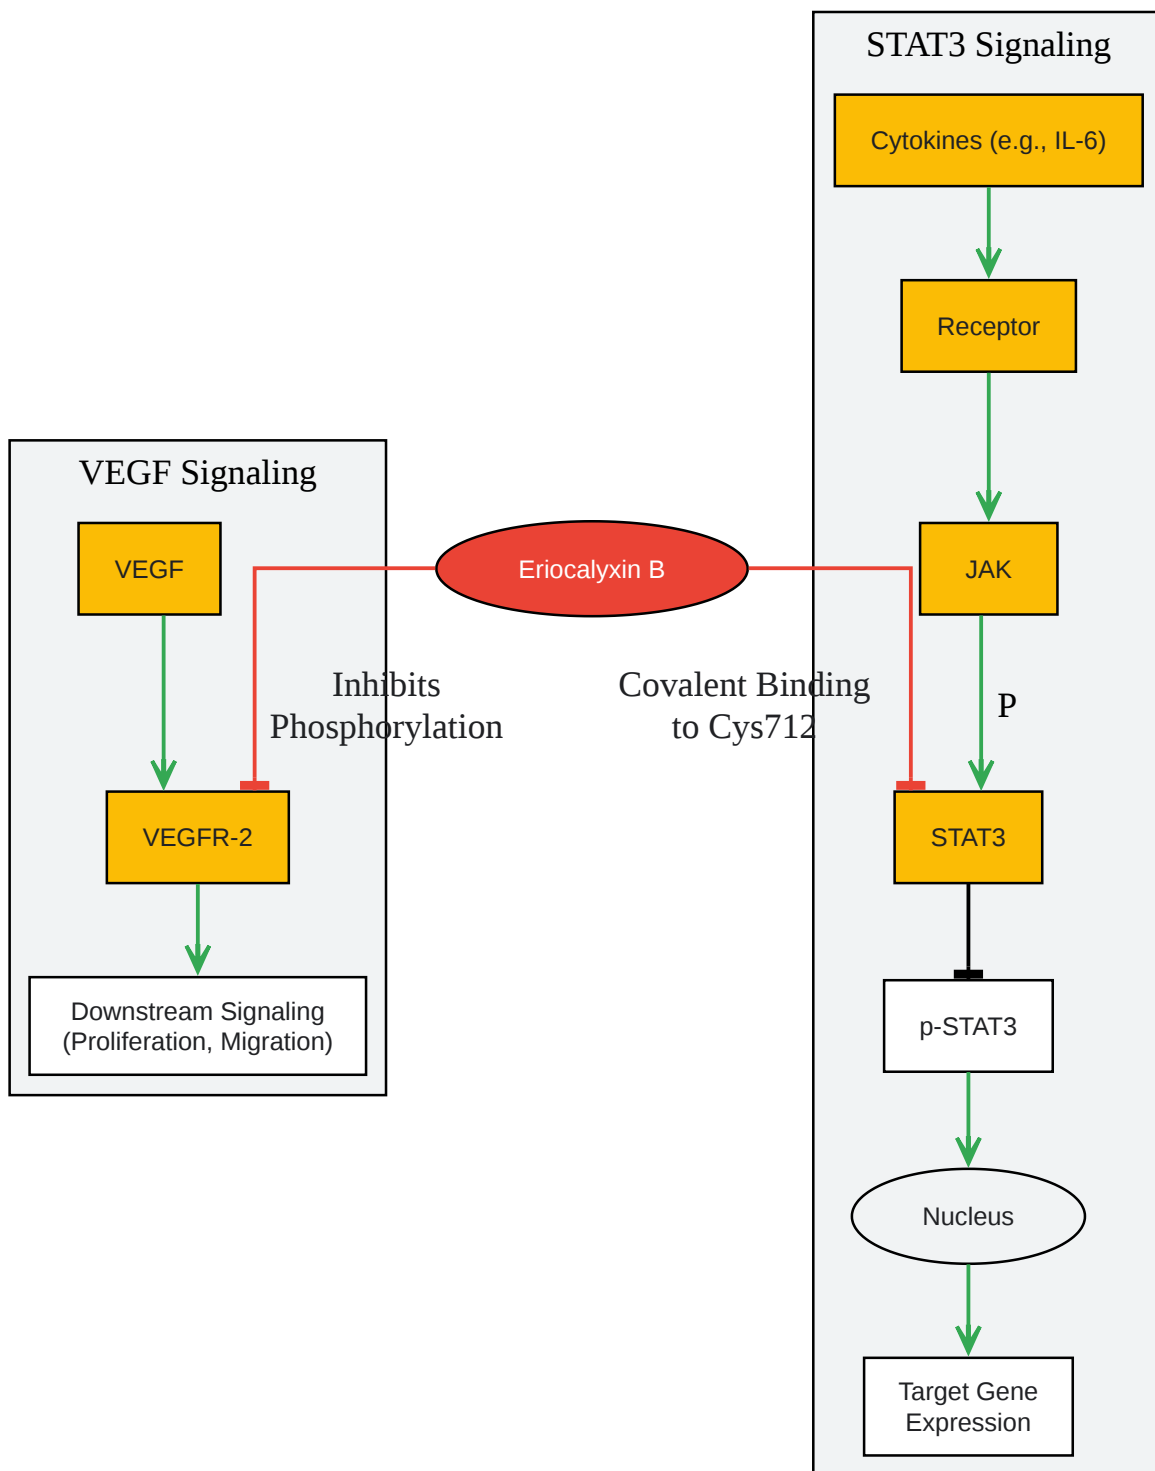 STAT3 Signaling
Cytokines (e.g., IL-6)
Receptor
VEGF Signaling
VEGF
Eriocalyxin B
JAK
Inhibits
Phosphorylation
Covalent Binding
to Cys712
P
VEGFR-2
STAT3
Downstream Signaling
(Proliferation, Migration)
p-STAT3
Nucleus
Target Gene
Expression